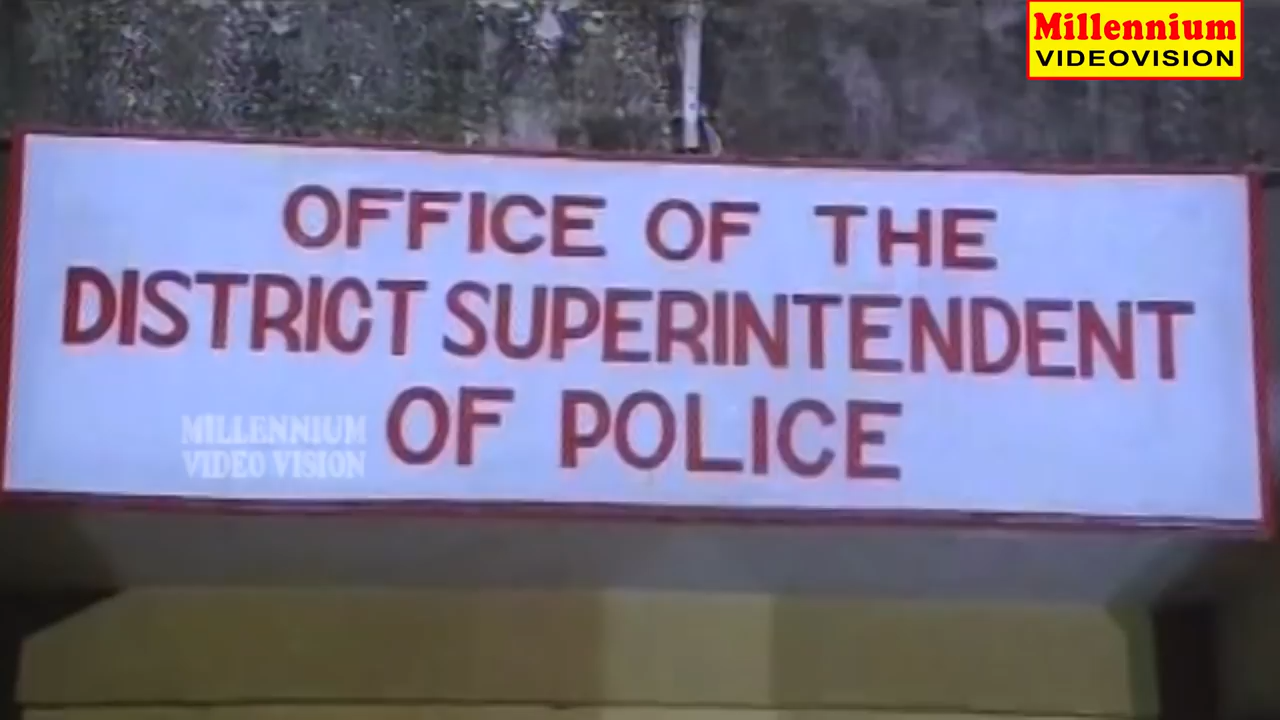 Millennium
VIDEOVISION
OFFICE OF THE
DISTRICT SUPERINTENDENT
OF POLICE
MILLENNIUM
VIDEO VISION